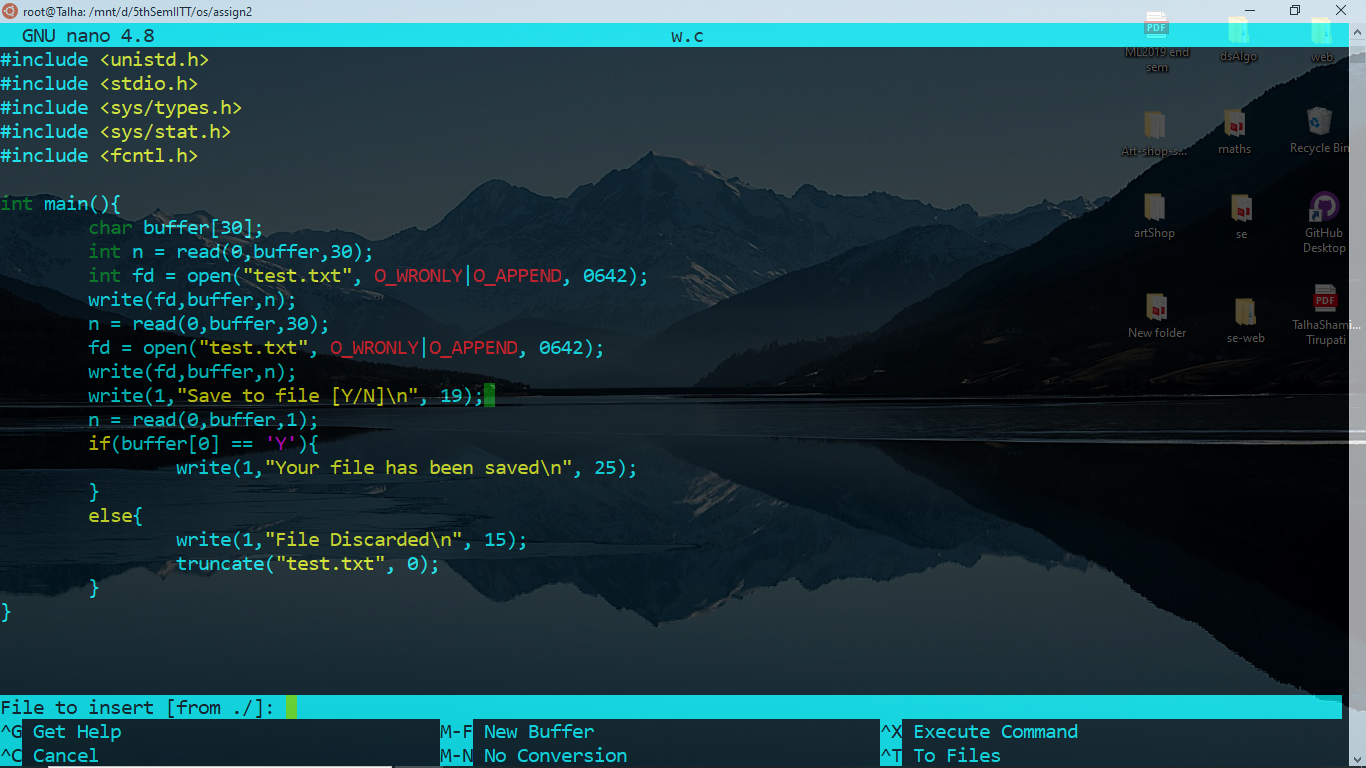 root@Talha: /mnt/d/5thSemIITT/os/assign2
GNU nano 4.8 w.c
#include <unistd.h>
#include <stdio.h>
#include <sys/types.h>
#include <sys/stat.h>
#include <fcntl.h>
int main(){
char buffer[30];
int n = read(0,buffer,30);
int fd = open("test.txt", O_WRONLY|O_APPEND, 0642);
write(fd,buffer,n);
n = read(0,buffer,30);
fd = open("test.txt", O_WRONLY|O_APPEND, 0642);
write(fd,buffer,n);
write(1,"Save to file [Y/N]\n", 19);
n = read(0,buffer,1);
if(buffer[0] == 'Y'){
write(1,"Your file has been saved\n", 25);
}
else{
write(1,"File Discarded\n", 15);
truncate("test.txt", 0);
}
}
File to insert [from ./]:
^G Get Help M-F New Buffer ^X Execute Command
^C Cancel M-N No Conversion ^T To Files
PDF
ML2019 end
sem
dsAlgo
web
Art-shop-s...
maths
Recycle Bin
artShop
se
GitHub
Desktop
New folder
se-web
PDF
TalhaShami...
Tirupati